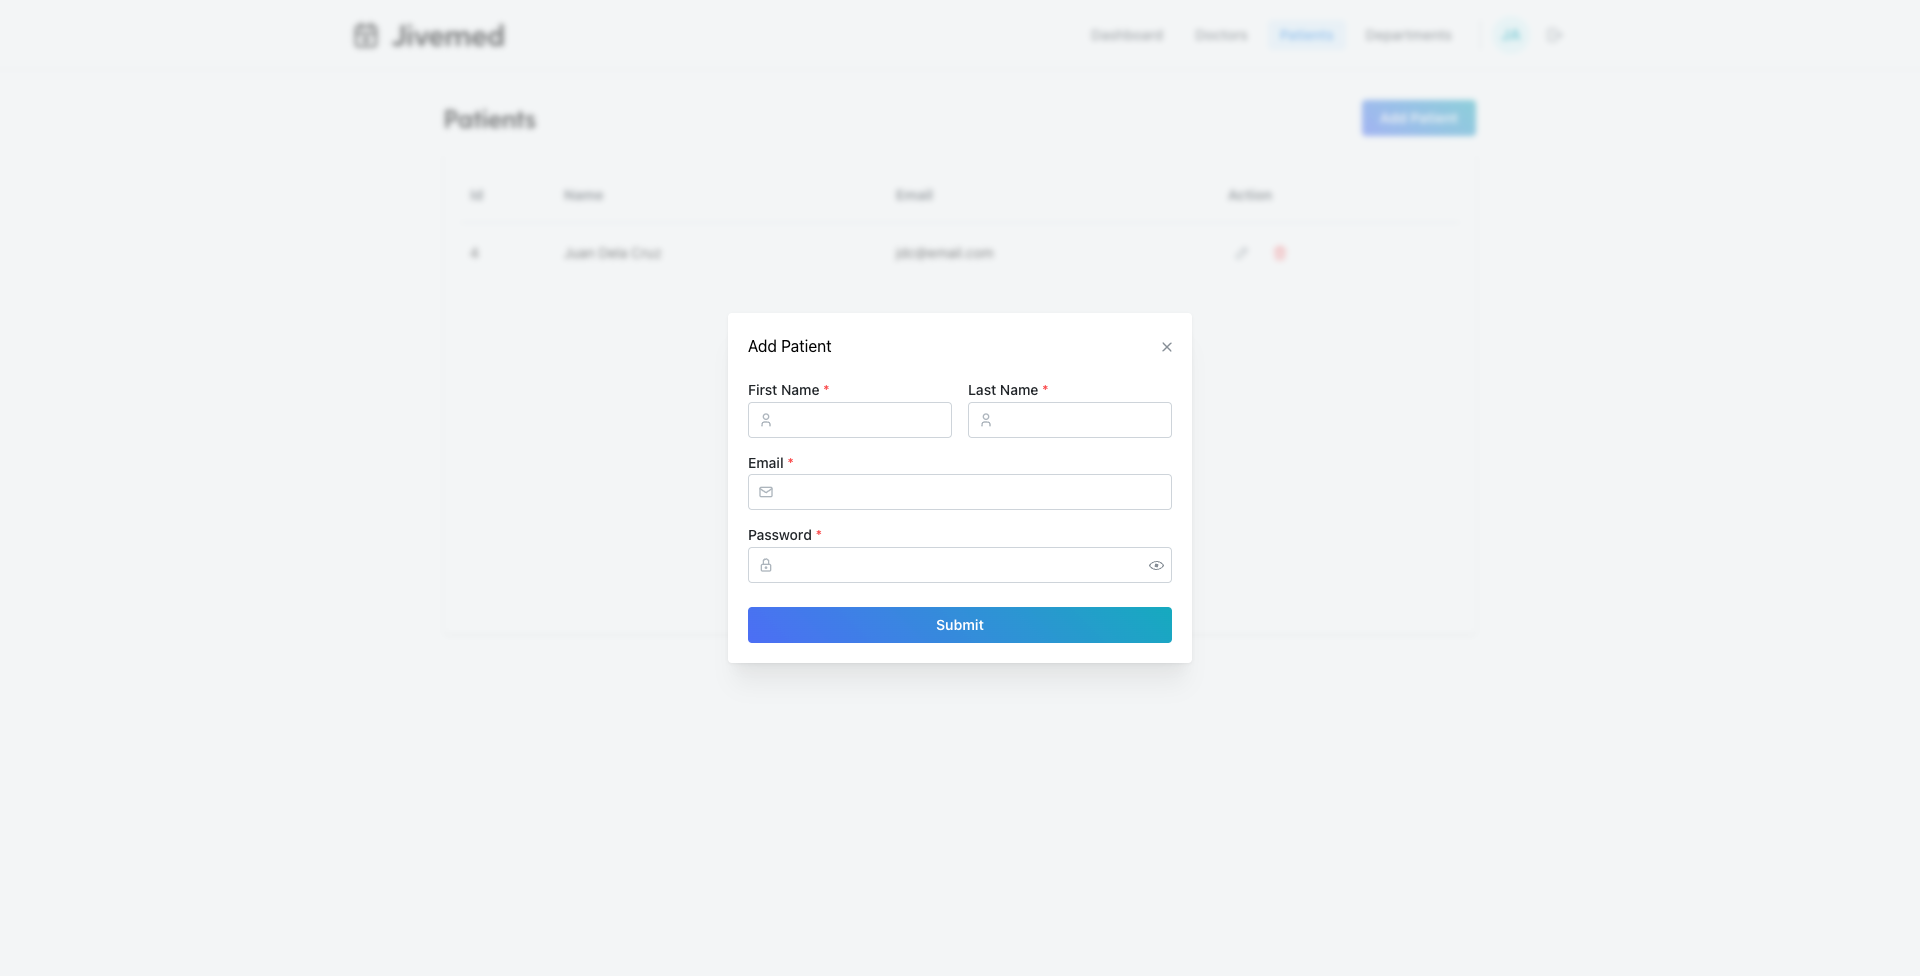 Jivemed
Dashboard Doctors Patients Departments JA
Patients
Add Patient
Id Name Email Action
4 Juan Dela Cruz jdc@email.com
Add Patient
First Name * Last Name *
Email *
Password *
Submit